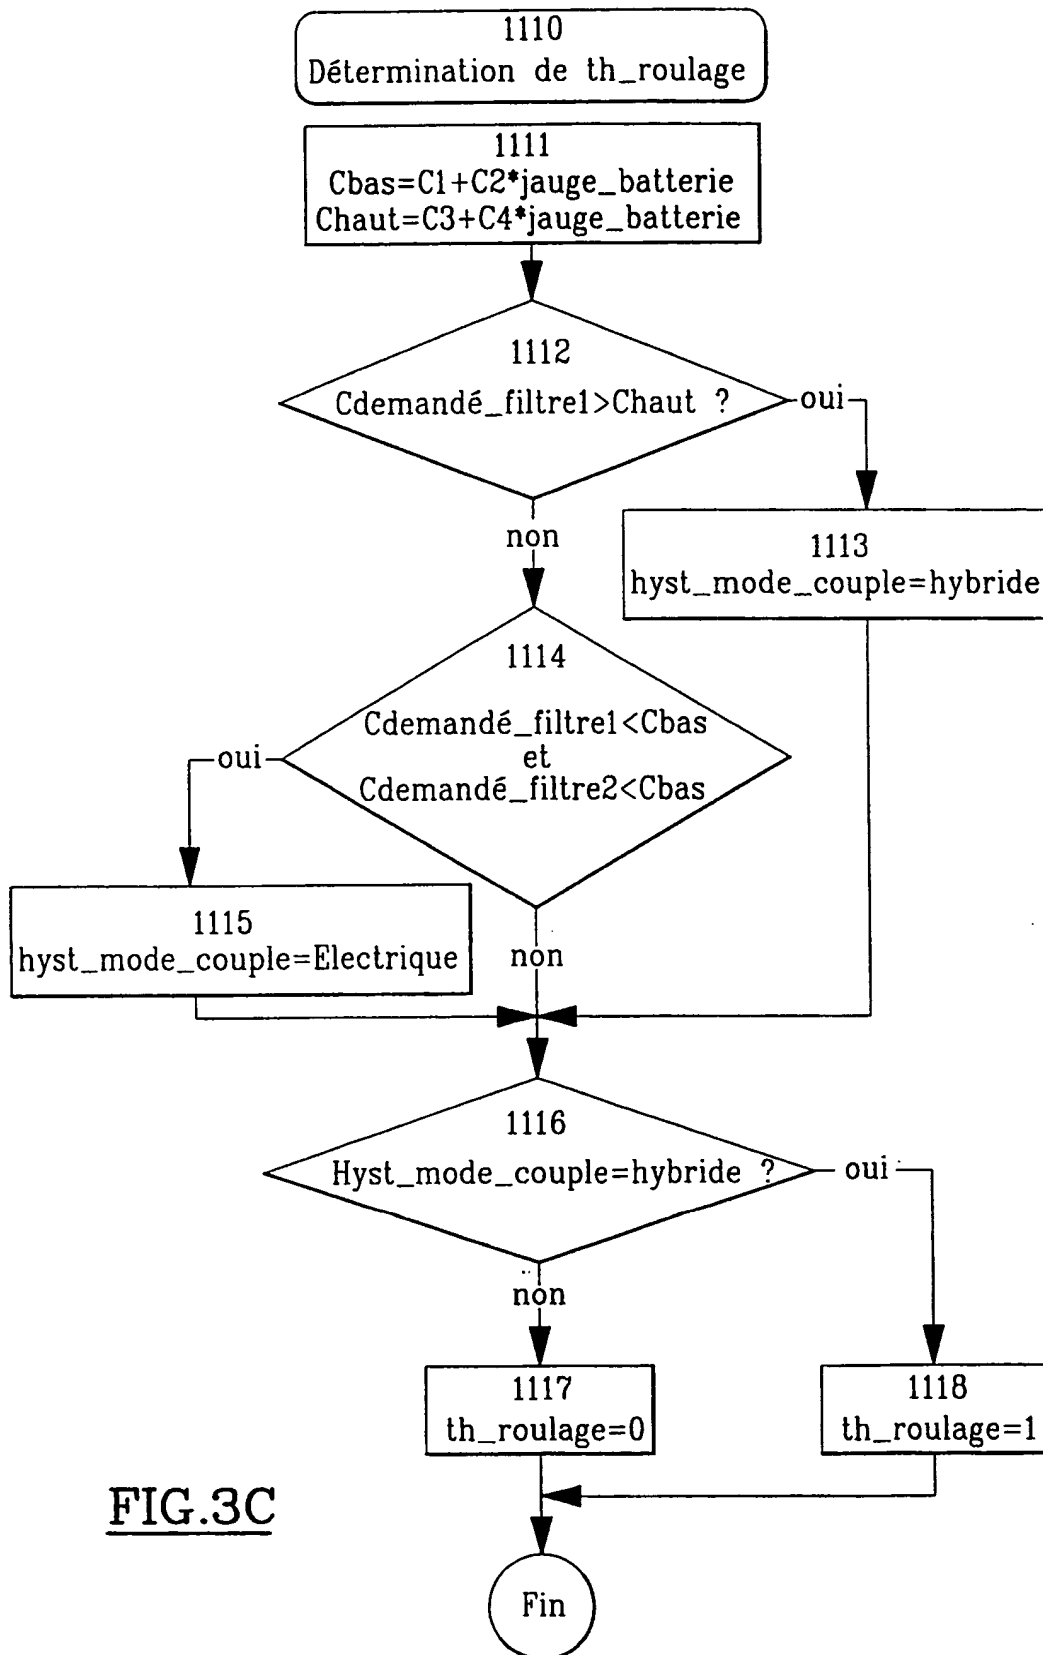 1110
Détermination de th_roulage
1111
Cbas=C1+C2*jauge_batterie
Chaut=C3+C4*jauge_batterie
1112
Cdemandé_filtre1>Chaut ?
oui
non
1113
hyst_mode_couple=hybride
1114
Cdemandé_filtre1<Cbas
et
Cdemandé_filtre2<Cbas
oui
1115
hyst_mode_couple=Electrique
non
1116
Hyst_mode_couple=hybride ?
oui
non
1117
th_roulage=0
1118
th_roulage=1
FIG.3C
Fin